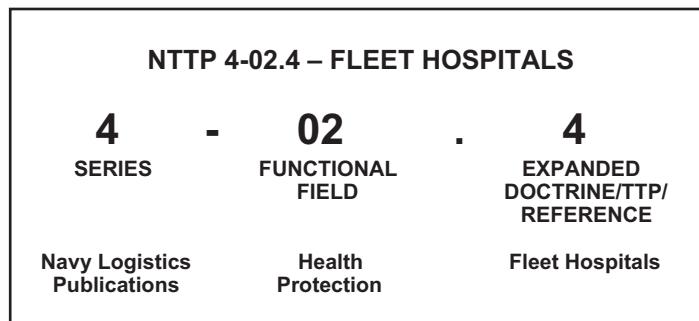 NTTP 4-02.4 – FLEET HOSPITALS
4 - 02 . 4
SERIES FUNCTIONAL EXPANDED
FIELD DOCTRINE/TTP/
REFERENCE
Navy Logistics Health Fleet Hospitals
Publications Protection